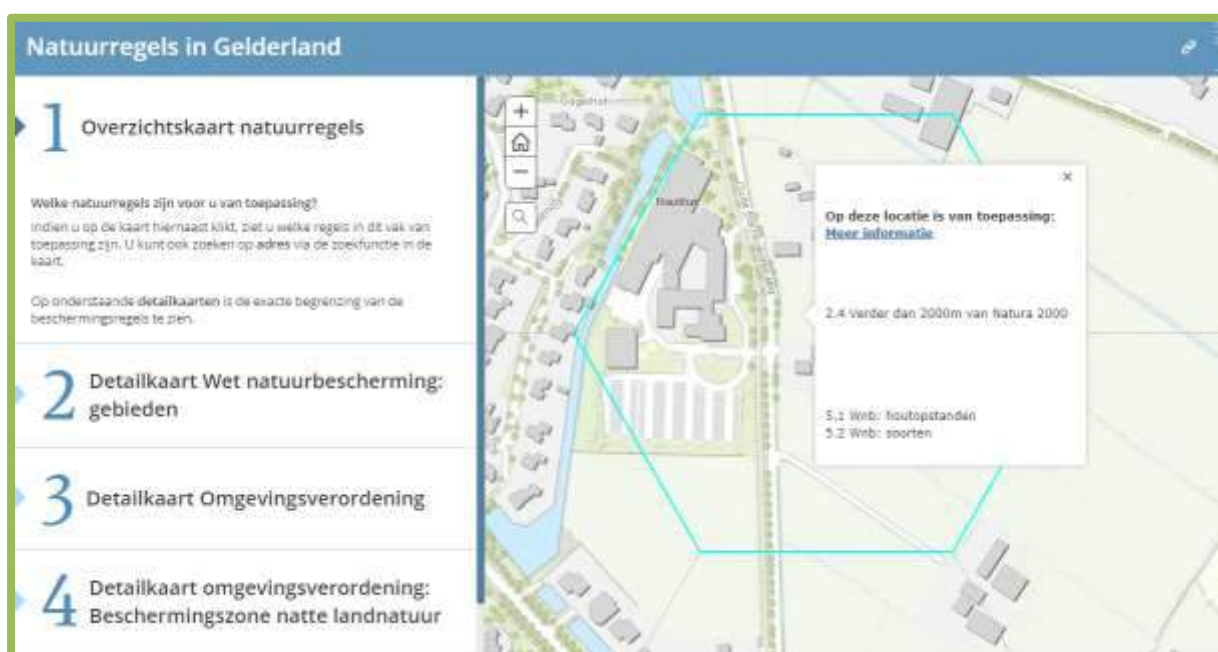 Natuurregels in Gelderland
1
Overzichtskaart natuurregels
Welke natuurregels zijn voor u van toepassing?
Indien u op de kaart hiernaast klikt, ziet u welke regels in dit vak van
toepassing zijn. U kunt ook zoeken op adres via de zoekfunctie in de
kaart.
Op onderstaande detailkaarten is de exacte begrenzing van de
beschermingsregels te zien.
2
Detailkaart Wet natuurbescherming:
gebieden
3
Detailkaart Omgevingsverordening
4
Detailkaart omgevingsverordening:
Beschermingszone natte landnatuur
+
−
Op deze locatie is van toepassing:
Meer informatie
2.4 Verder dan 2000m van Natura 2000
5.1 Wnb: houtopstanden
5.2 Wnb: soorten